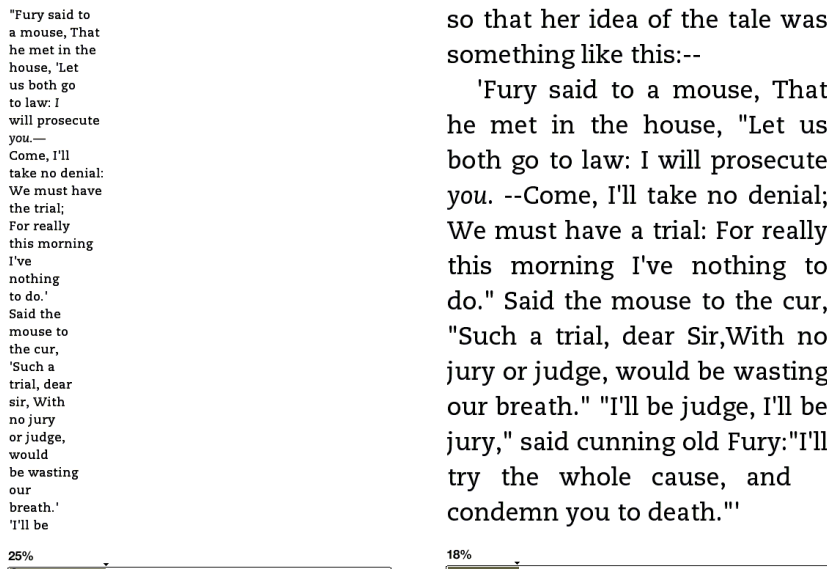 "Fury said to
a mouse, That
he met in the
house, 'Let
us both go
to law: I
will prosecute
you.—
Come, I'll
take no denial:
We must have
the trial;
For really
this morning
I've
nothing
to do.'
Said the
mouse to
the cur,
'Such a
trial, dear
sir, With
no jury
or judge,
would
be wasting
our
breath.'
'I'll be
25%
so that her idea of the tale was
something like this:--
'Fury said to a mouse, That
he met in the house, "Let us
both go to law: I will prosecute
you. --Come, I'll take no denial;
We must have a trial: For really
this morning I've nothing to
do." Said the mouse to the cur,
"Such a trial, dear Sir,With no
jury or judge, would be wasting
our breath." "I'll be judge, I'll be
jury," said cunning old Fury:"I'll
try the whole cause, and
condemn you to death."'
18%